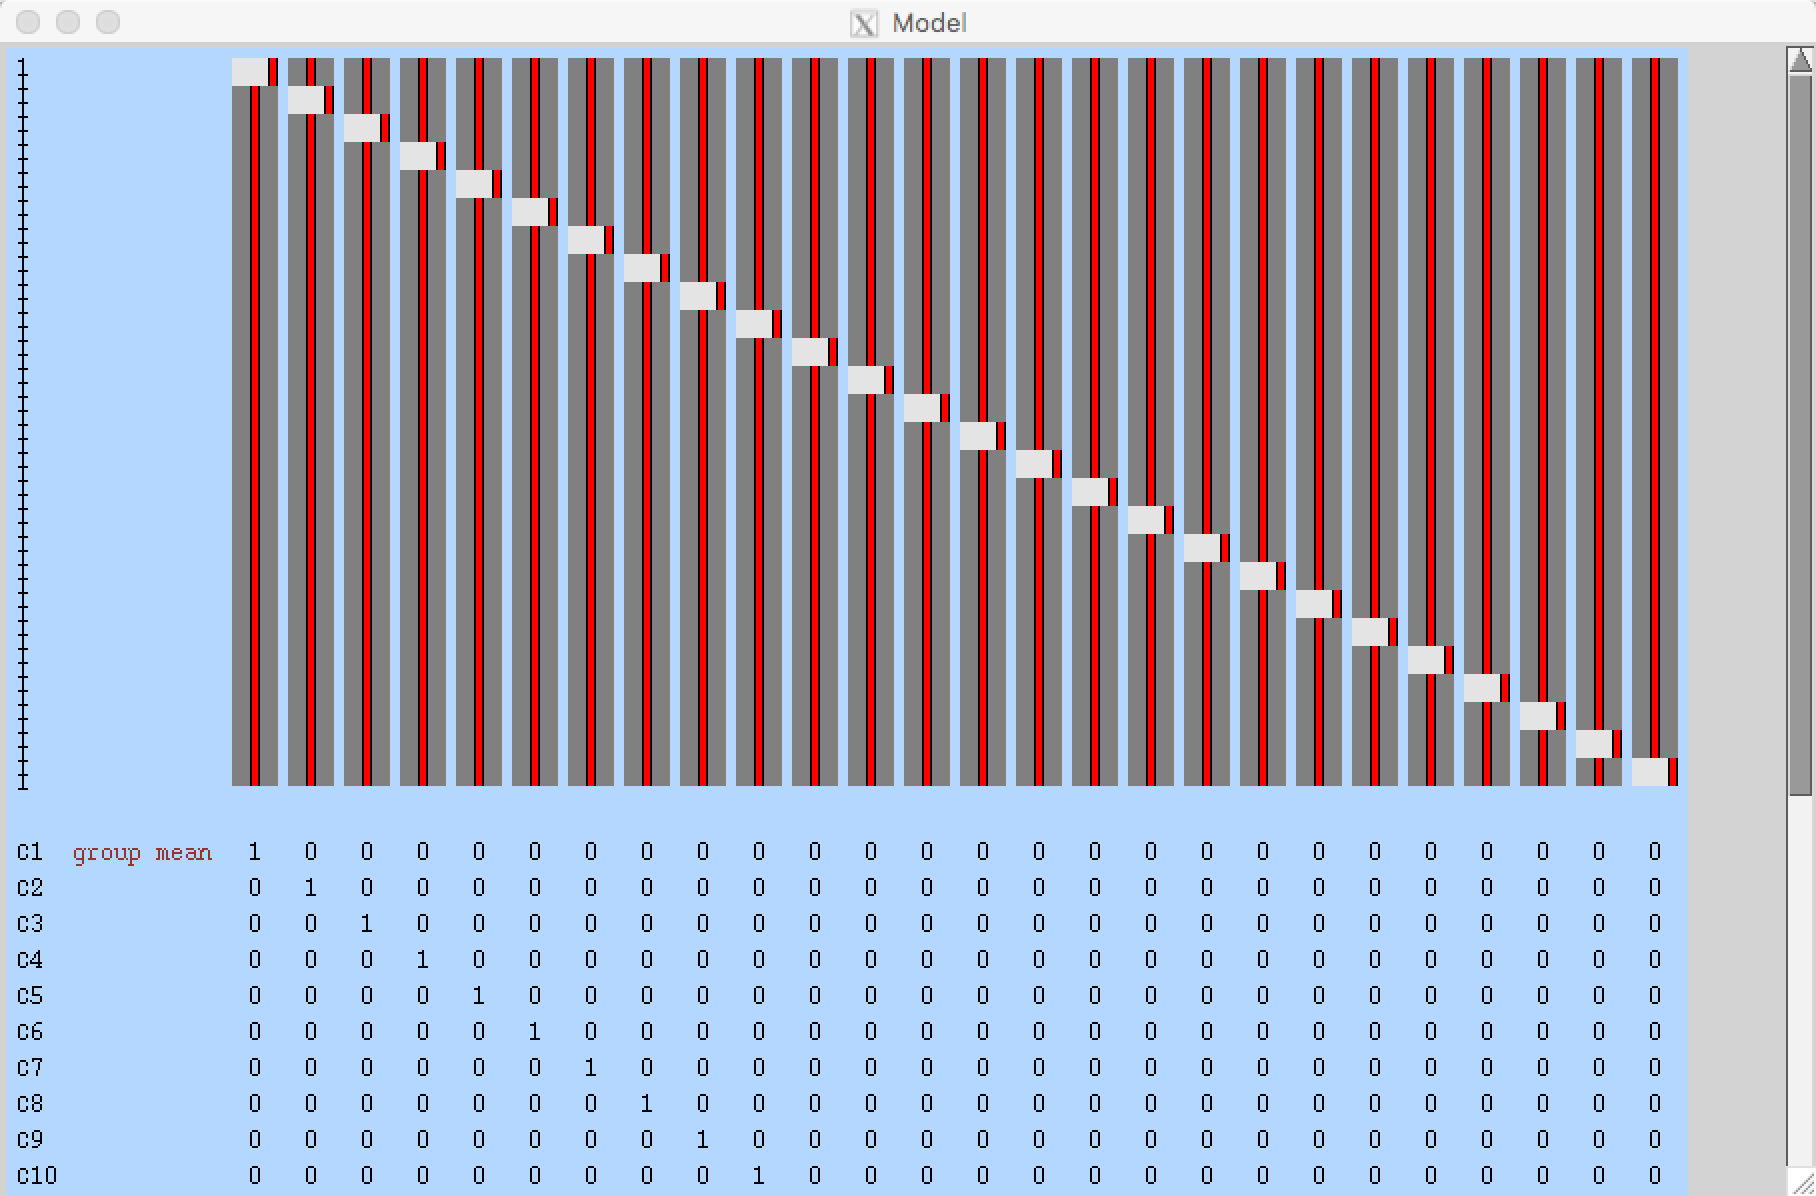 Model
1
1
C1 group mean 1 0 0 0 0 0 0 0 0 0 0 0 0 0 0 0 0 0 0 0 0 0 0 0 0 0
C2 0 1 0 0 0 0 0 0 0 0 0 0 0 0 0 0 0 0 0 0 0 0 0 0 0 0
C3 0 0 1 0 0 0 0 0 0 0 0 0 0 0 0 0 0 0 0 0 0 0 0 0 0 0
C4 0 0 0 1 0 0 0 0 0 0 0 0 0 0 0 0 0 0 0 0 0 0 0 0 0 0
C5 0 0 0 0 1 0 0 0 0 0 0 0 0 0 0 0 0 0 0 0 0 0 0 0 0 0
C6 0 0 0 0 0 1 0 0 0 0 0 0 0 0 0 0 0 0 0 0 0 0 0 0 0 0
C7 0 0 0 0 0 0 1 0 0 0 0 0 0 0 0 0 0 0 0 0 0 0 0 0 0 0
C8 0 0 0 0 0 0 0 1 0 0 0 0 0 0 0 0 0 0 0 0 0 0 0 0 0 0
C9 0 0 0 0 0 0 0 0 1 0 0 0 0 0 0 0 0 0 0 0 0 0 0 0 0 0
C10 0 0 0 0 0 0 0 0 0 1 0 0 0 0 0 0 0 0 0 0 0 0 0 0 0 0